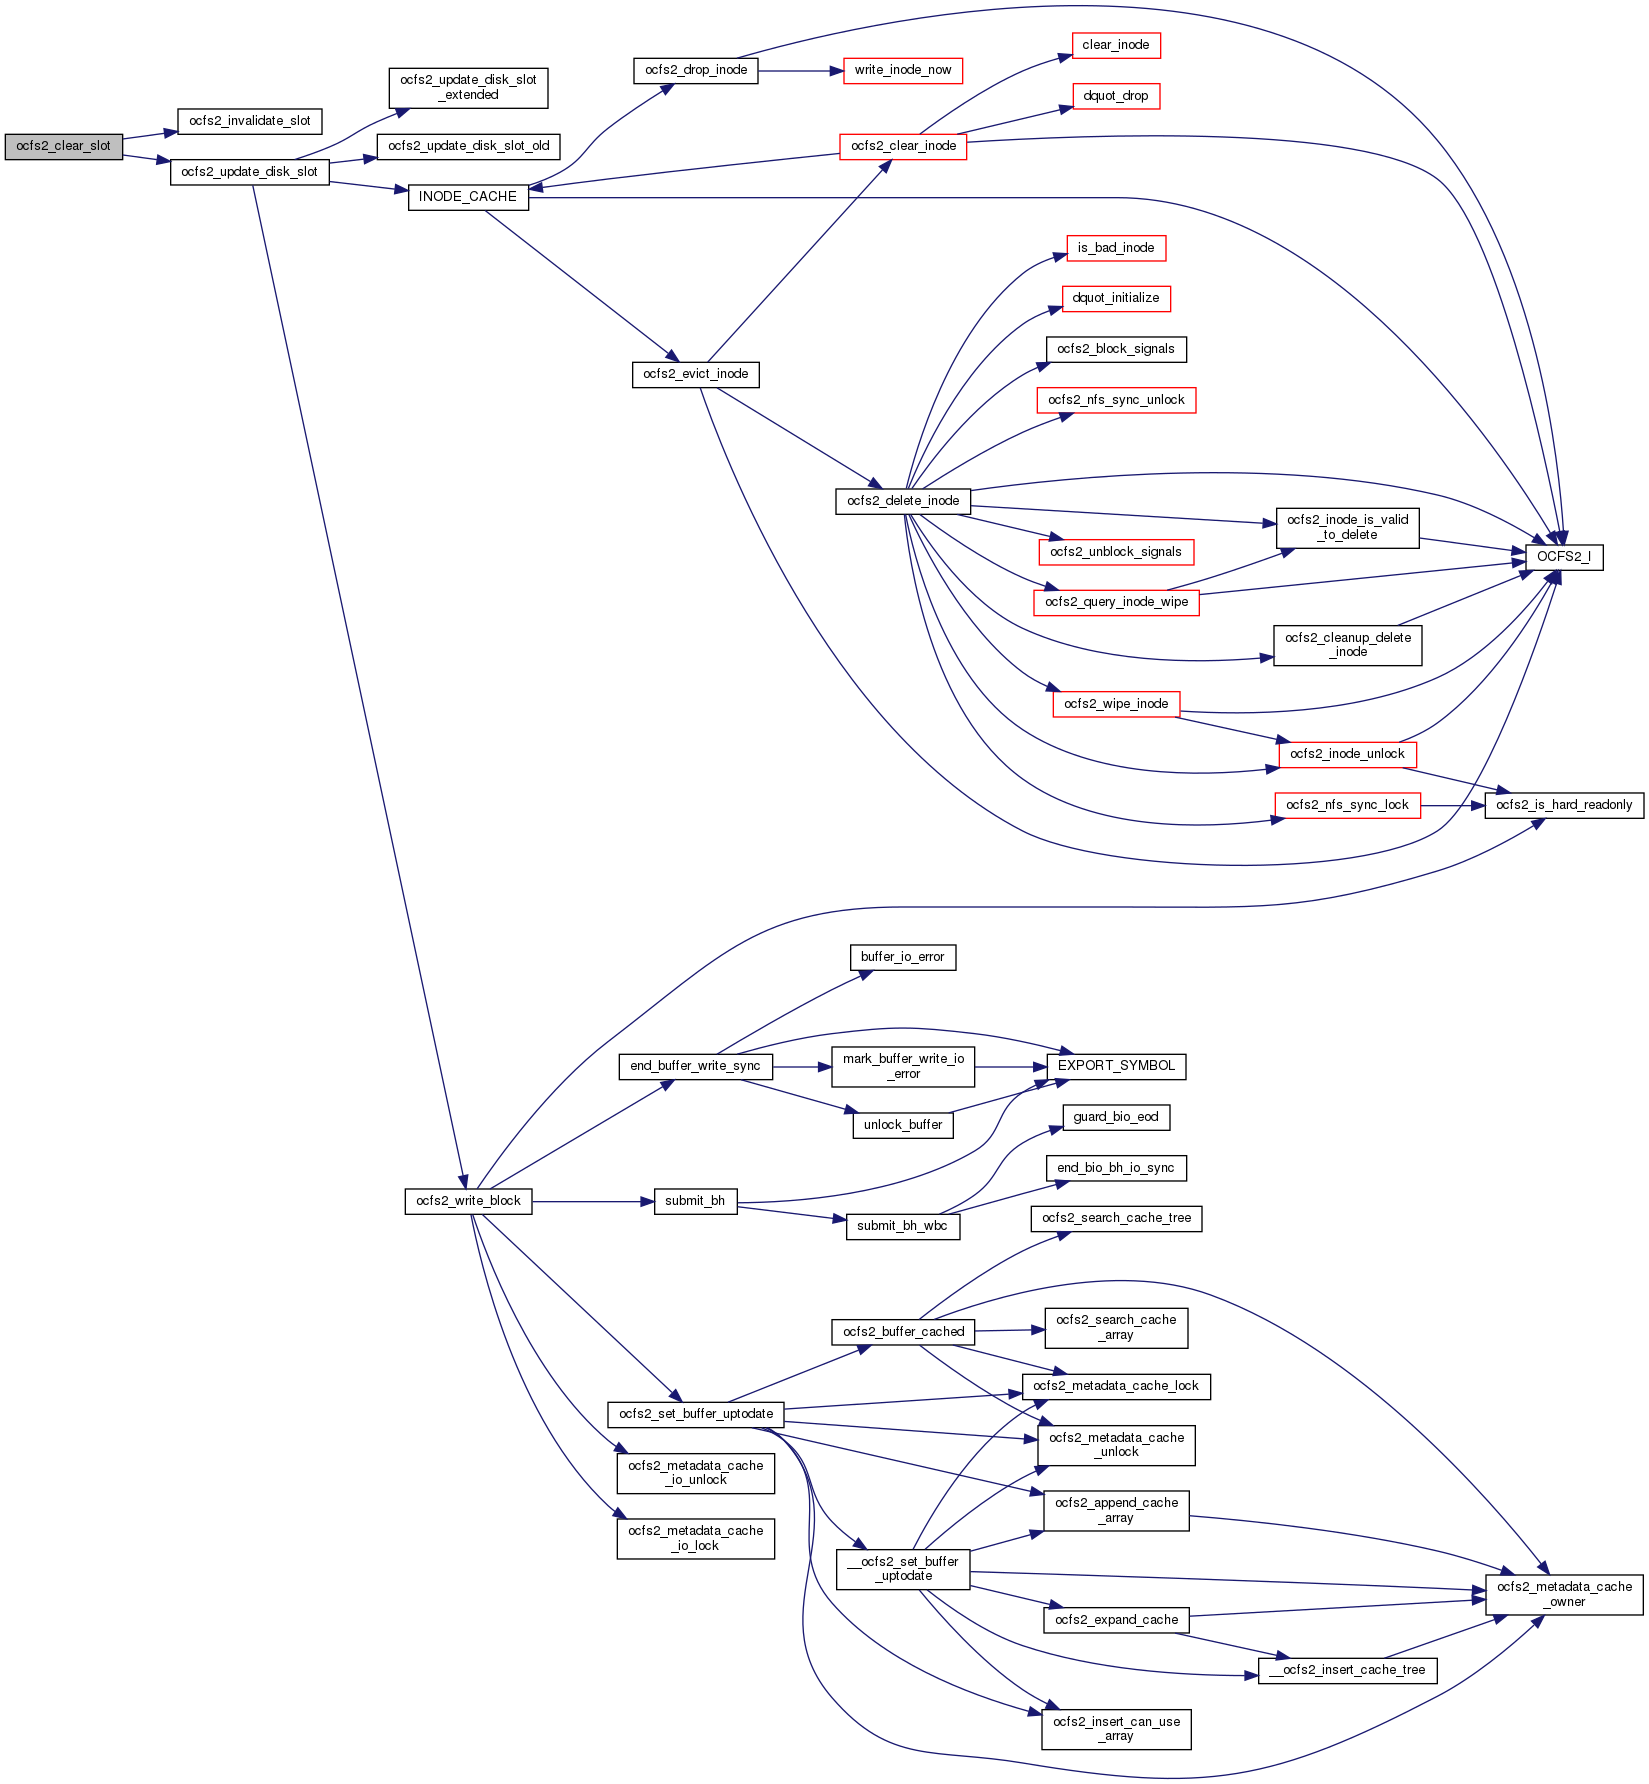 ocfs2_clear_slot
ocfs2_invalidate_slot
ocfs2_update_disk_slot
ocfs2_update_disk_slot
_extended
ocfs2_update_disk_slot_old
INODE_CACHE
ocfs2_write_block
ocfs2_drop_inode
ocfs2_evict_inode
end_buffer_write_sync
submit_bh
ocfs2_set_buffer_uptodate
ocfs2_metadata_cache
_io_unlock
ocfs2_metadata_cache
_io_lock
write_inode_now
ocfs2_clear_inode
ocfs2_delete_inode
buffer_io_error
mark_buffer_write_io
_error
unlock_buffer
submit_bh_wbc
ocfs2_buffer_cached
__ocfs2_set_buffer
_uptodate
clear_inode
dquot_drop
is_bad_inode
dquot_initialize
ocfs2_block_signals
ocfs2_nfs_sync_unlock
ocfs2_unblock_signals
ocfs2_query_inode_wipe
ocfs2_wipe_inode
EXPORT_SYMBOL
guard_bio_eod
end_bio_bh_io_sync
ocfs2_search_cache_tree
ocfs2_search_cache
_array
ocfs2_metadata_cache_lock
ocfs2_metadata_cache
_unlock
ocfs2_append_cache
_array
ocfs2_expand_cache
ocfs2_insert_can_use
_array
ocfs2_inode_is_valid
_to_delete
ocfs2_cleanup_delete
_inode
ocfs2_inode_unlock
ocfs2_nfs_sync_lock
__ocfs2_insert_cache_tree
OCFS2_I
ocfs2_is_hard_readonly
ocfs2_metadata_cache
_owner